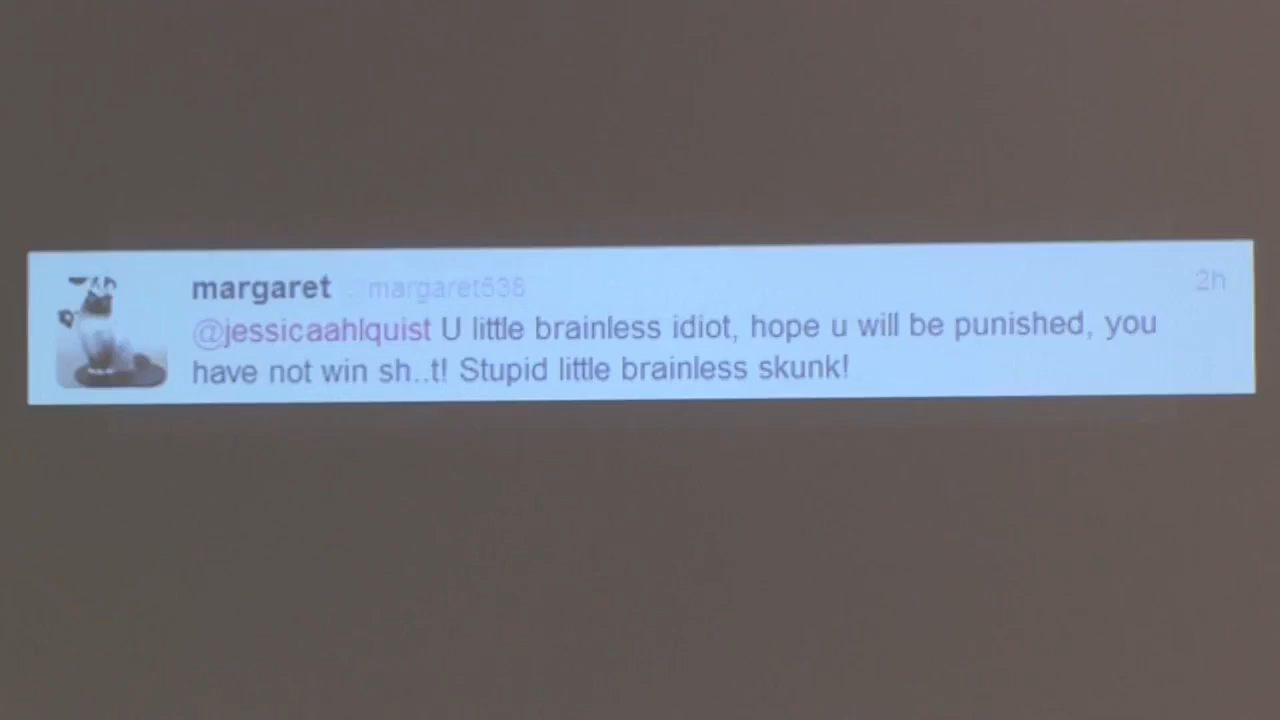 margaret margaret638 2h
@jessicaahlquist U little brainless idiot, hope u will be punished, you
have not win sh..t! Stupid little brainless skunk!